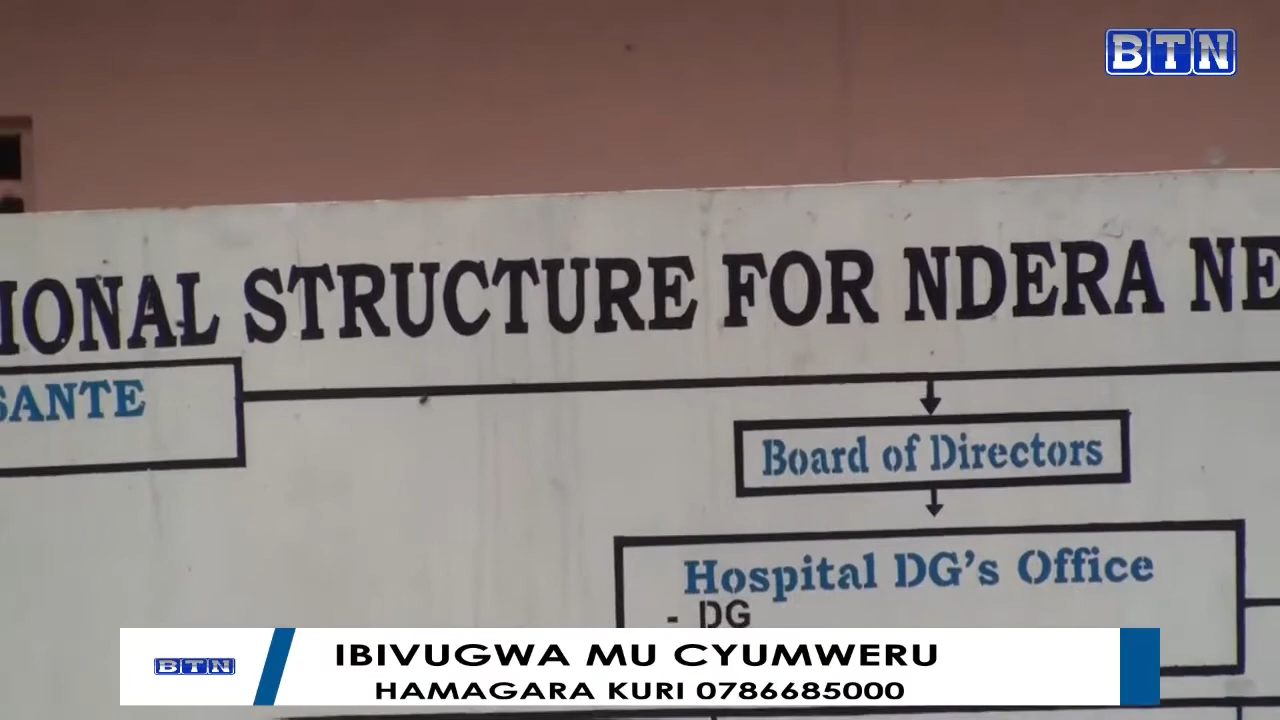 BTN
IONAL STRUCTURE FOR NDERA NE
SANTE
Board of Directors
Hospital DG's Office
- DG
BTN
IBIVUGWA MU CYUMWERU
HAMAGARA KURI 0786685000